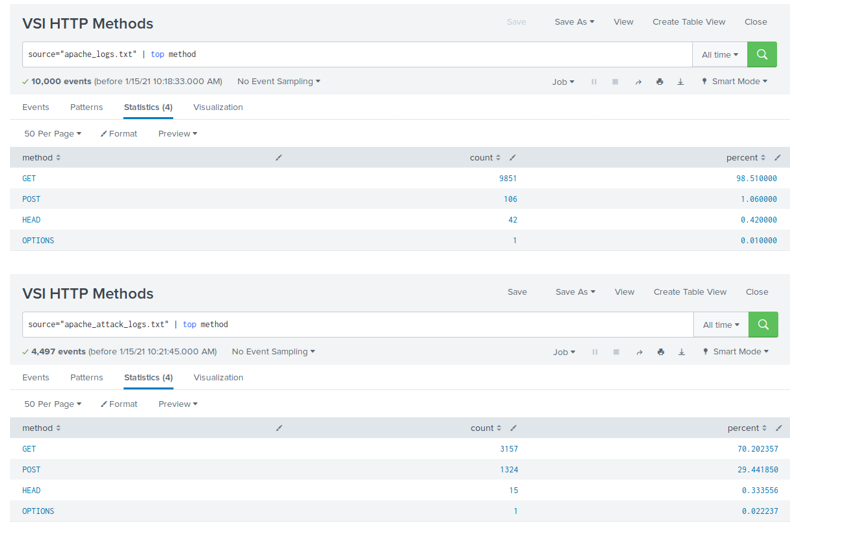 VSI HTTP Methods
Save Save As View Create Table View Close
source="apache_logs.txt" | top method All time
10,000 events (before 1/15/21 10:18:33.000 AM) No Event Sampling Job Smart Mode
Events Patterns Statistics (4) Visualization
50 Per Page Format Preview
method count percent
GET 9851 98.510000
POST 106 1.060000
HEAD 42 0.420000
OPTIONS 1 0.010000
VSI HTTP Methods
Save Save As View Create Table View Close
source="apache_attack_logs.txt" | top method All time
4,497 events (before 1/15/21 10:21:45.000 AM) No Event Sampling Job Smart Mode
Events Patterns Statistics (4) Visualization
50 Per Page Format Preview
method count percent
GET 3157 70.202357
POST 1324 29.441850
HEAD 15 0.333556
OPTIONS 1 0.022237